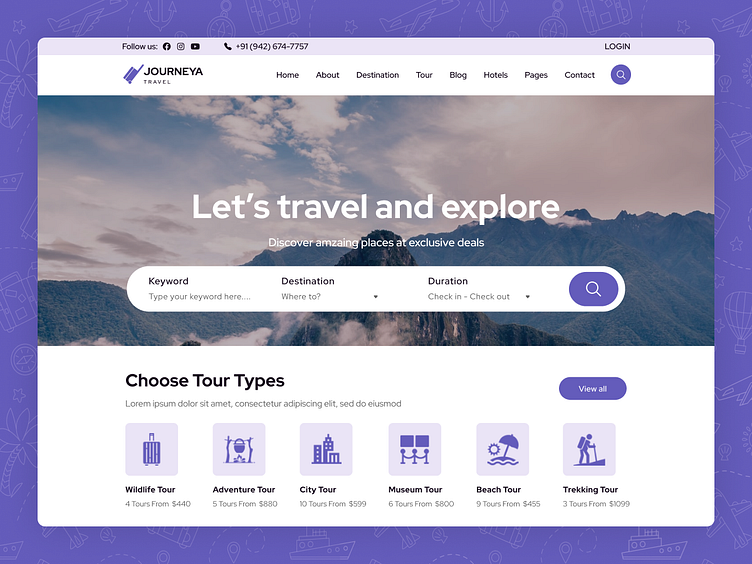 Follow us:
+91 (942) 674-7757
LOGIN
JOURNEYA
TRAVEL
Home
About
Destination
Tour
Blog
Hotels
Pages
Contact
Let's travel and explore
Discover amzaing places at exclusive deals
Keyword
Type your keyword here....
Destination
Where to?
Duration
Check in - Check out
Choose Tour Types
Lorem ipsum dolor sit amet, consectetur adipiscing elit, sed do eiusmod
View all
Wildlife Tour
4 Tours From $440
Adventure Tour
5 Tours From $880
City Tour
10 Tours From $599
Museum Tour
6 Tours From $800
Beach Tour
9 Tours From $455
Trekking Tour
3 Tours From $1099